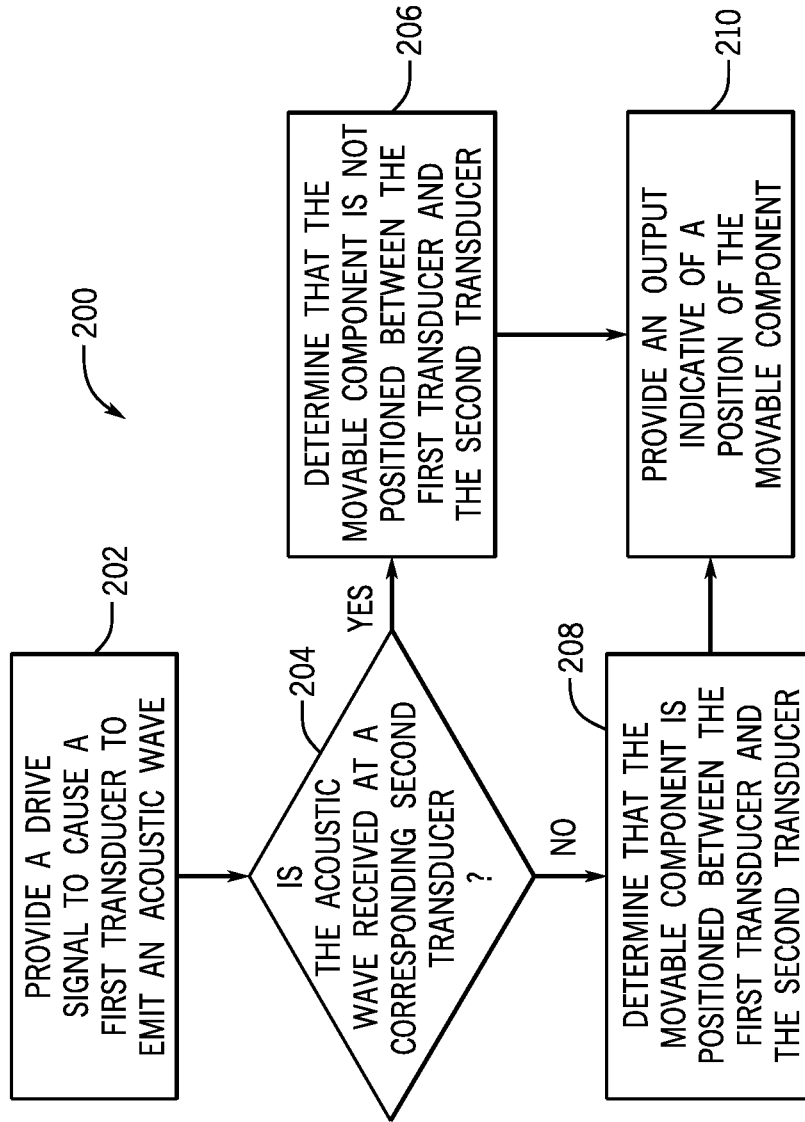 200
202
PROVIDE A DRIVE
SIGNAL TO CAUSE A
FIRST TRANSDUCER TO
EMIT AN ACOUSTIC WAVE
204
IS
THE ACOUSTIC
WAVE RECEIVED AT A
CORRESPONDING SECOND
TRANSDUCER
?
YES
206
DETERMINE THAT THE
MOVABLE COMPONENT IS NOT
POSITIONED BETWEEN THE
FIRST TRANSDUCER AND
THE SECOND TRANSDUCER
NO
208
DETERMINE THAT THE
MOVABLE COMPONENT IS
POSITIONED BETWEEN THE
FIRST TRANSDUCER AND
THE SECOND TRANSDUCER
210
PROVIDE AN OUTPUT
INDICATIVE OF A
POSITION OF THE
MOVABLE COMPONENT